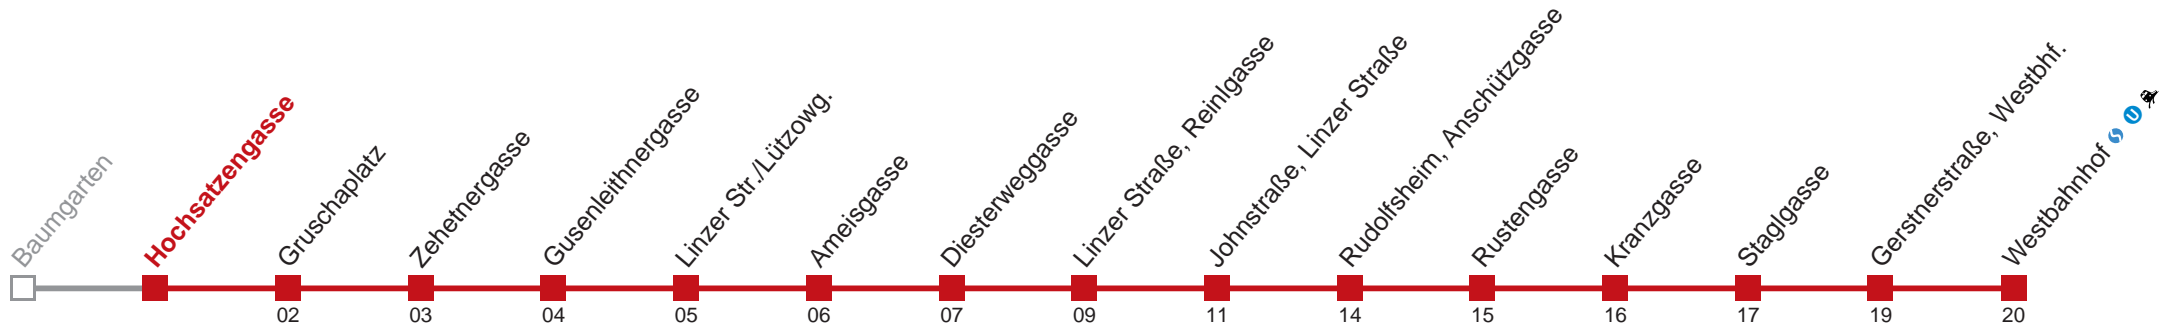 Baumgarten
Hochsatzengasse
Gruschaplatz
Zehetnergasse
Gusenleithnergasse
Linzer Str./Lützowg.
Ameisgasse
Diesterweggasse
Linzer Straße, Reinlgasse
Johnstraße, Linzer Straße
Rudolfsheim, Anschützgasse
Rustengasse
Kranzgasse
Staglgasse
Gerstnerstraße, Westbhf.
Westbahnhof S U
02 03 04 05 06 07 09 11 14 15 16 17 19 20